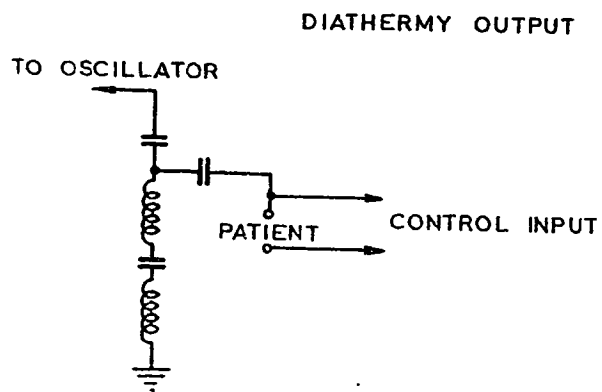 DIATHERMY OUTPUT
TO OSCILLATOR
PATIENT
CONTROL INPUT